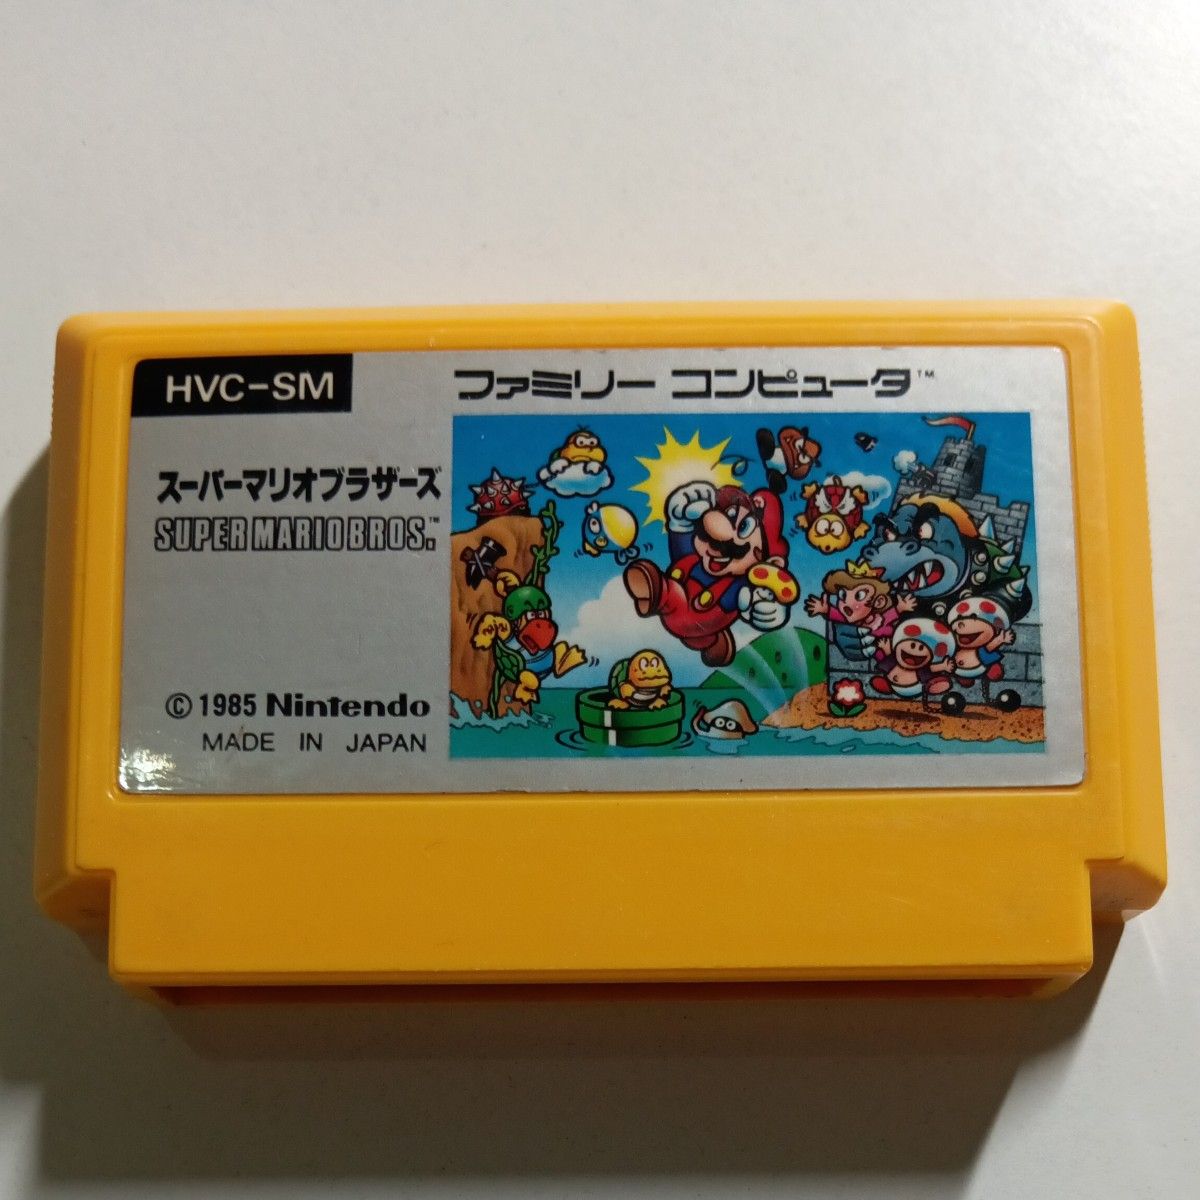 HVC-SM
ファミリー コンピュータ™
スーパーマリオブラザーズ
SUPER MARIO BROS.™
© 1985 Nintendo
MADE IN JAPAN